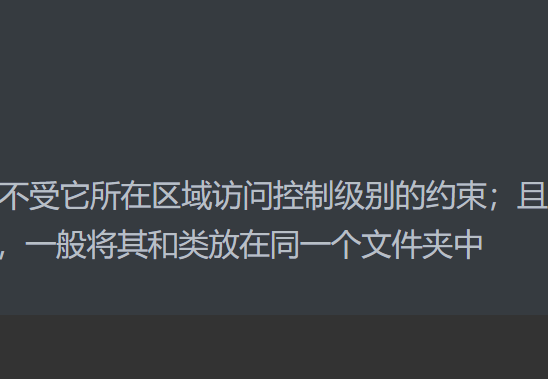 不受它所在区域访问控制级别的约束；且
，一般将其和类放在同一个文件夹中